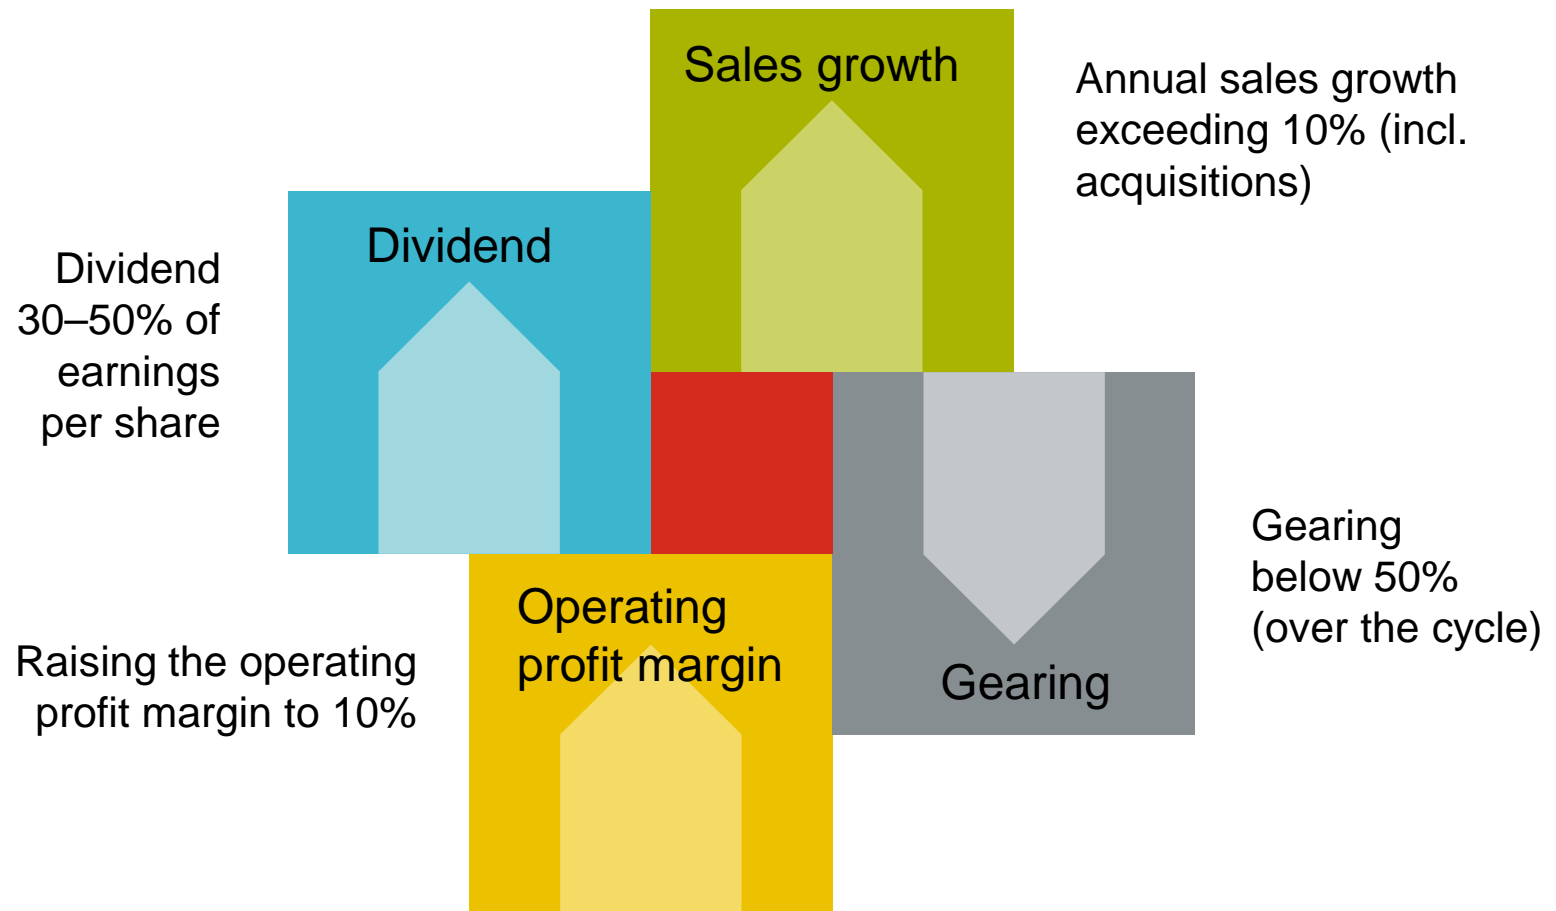 Sales growth
Annual sales growth
exceeding 10% (incl.
acquisitions)
Dividend
Dividend
30–50% of
earnings
per share
Gearing
below 50%
(over the cycle)
Operating
profit margin
Raising the operating
profit margin to 10%
Gearing